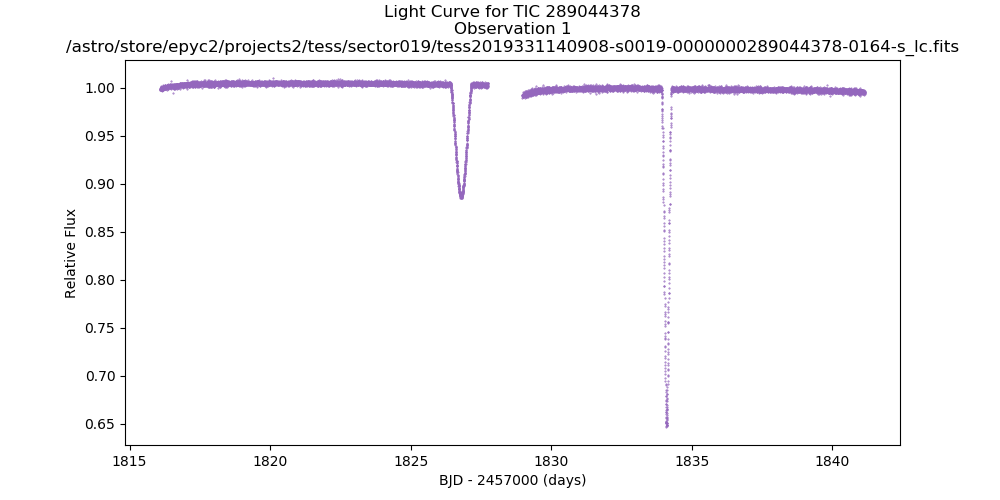 Light Curve for TIC 289044378
Observation 1
/astro/store/epyc2/projects2/tess/sector019/tess2019331140908-s0019-0000000289044378-0164-s_lc.fits
1.00
0.95
0.90
0.85
0.80
0.75
0.70
0.65
Relative Flux
1815
1820
1825
1830
1835
1840
BJD - 2457000 (days)